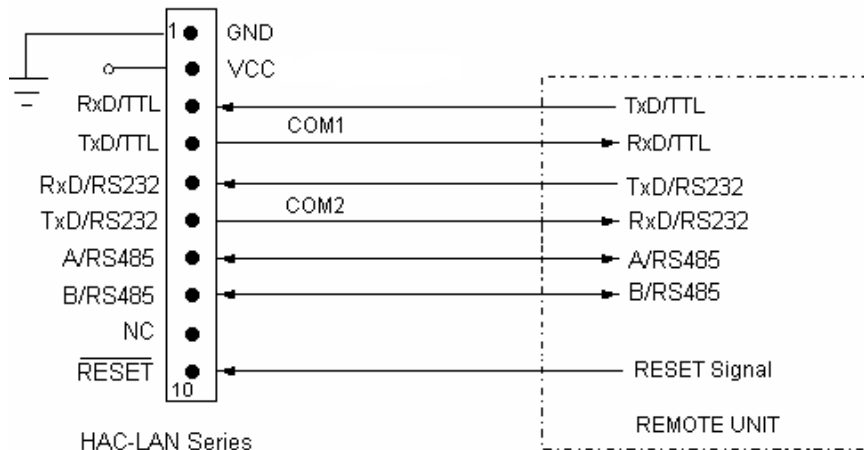 1 GND
VCC
RxD/TTL TxD/TTL
COM1
TxD/TTL RxD/TTL
RxD/RS232 TxD/RS232
COM2
TxD/RS232 RxD/RS232
A/RS485 A/RS485
B/RS485 B/RS485
NC
RESET RESET Signal
10
REMOTE UNIT
HAC-LAN Series